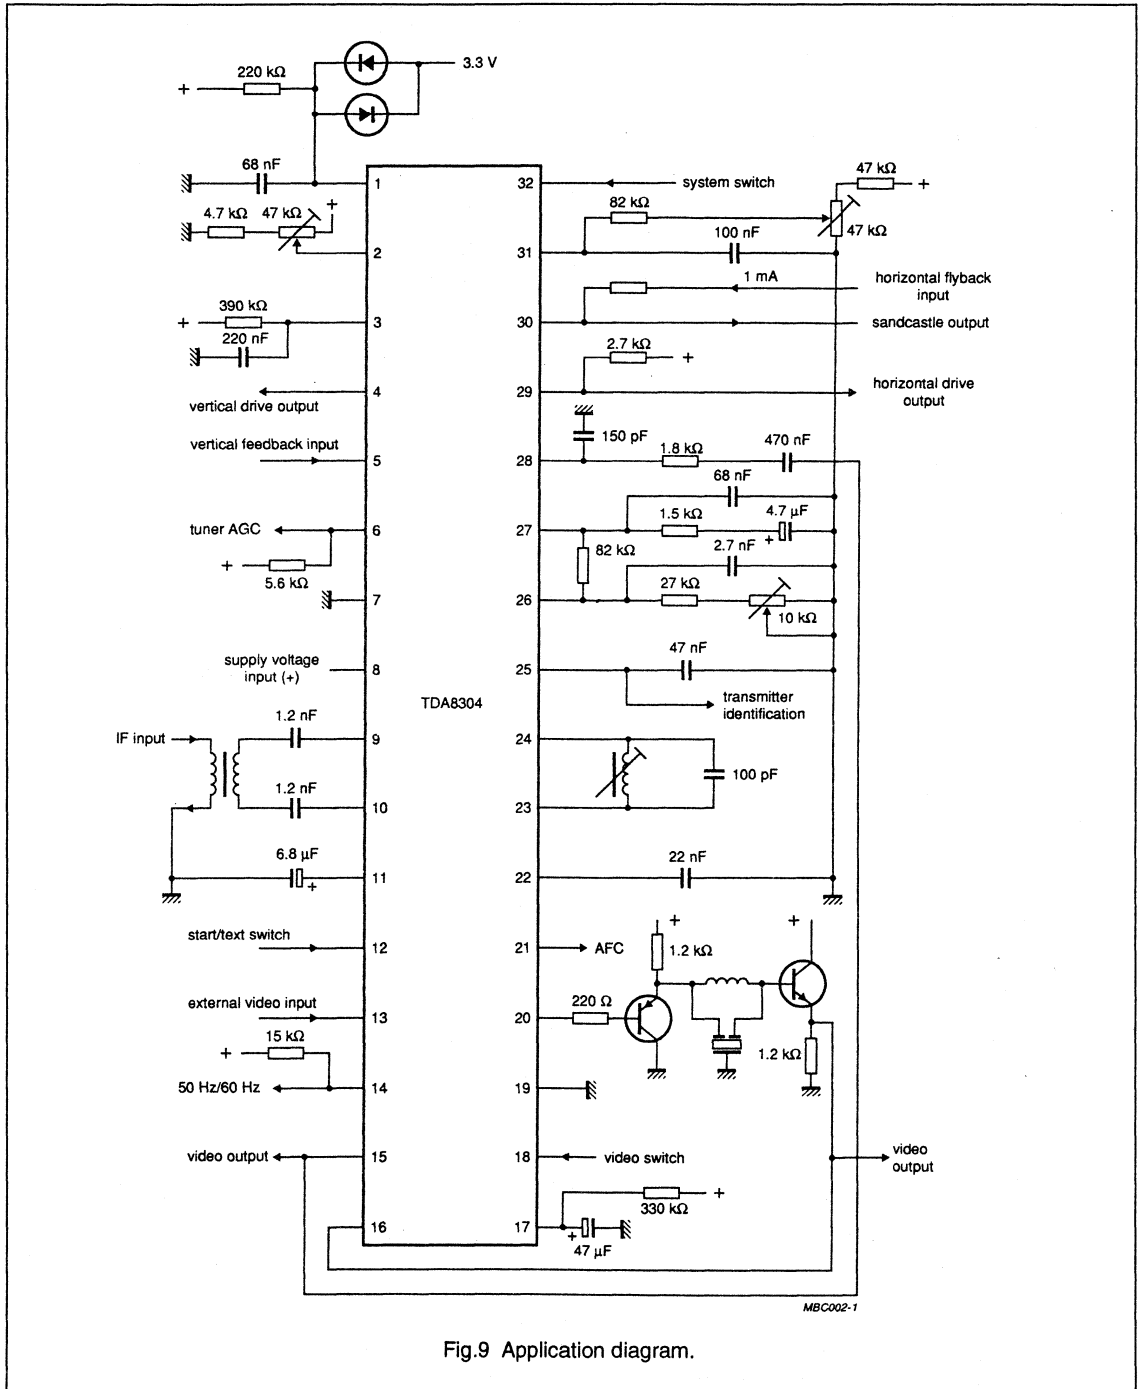 220 kΩ
3.3 V
+
68 nF
1
4.7 kΩ
47 kΩ
+
2
390 kΩ
+
3
220 nF
4
vertical drive output
vertical feedback input
5
tuner AGC
6
+
5.6 kΩ
7
supply voltage
input (+)
8
TDA8304
1.2 nF
IF input
9
1.2 nF
10
6.8 µF
+
11
start/text switch
12
external video input
13
15 kΩ
+
50 Hz/60 Hz
14
video output
15
16
32
system switch
47 kΩ
+
82 kΩ
47 kΩ
100 nF
31
1 mA
horizontal flyback
input
30
sandcastle output
2.7 kΩ
+
29
horizontal drive
output
150 pF
28
1.8 kΩ
470 nF
68 nF
27
1.5 kΩ
4.7 µF
+
82 kΩ
2.7 nF
26
27 kΩ
10 kΩ
47 nF
25
transmitter
identification
24
100 pF
23
22 nF
22
21
AFC
+
1.2 kΩ
+
220 Ω
20
1.2 kΩ
19
18
video switch
video
output
330 kΩ
+
17
+
47 µF
MBC002-1
Fig.9 Application diagram.